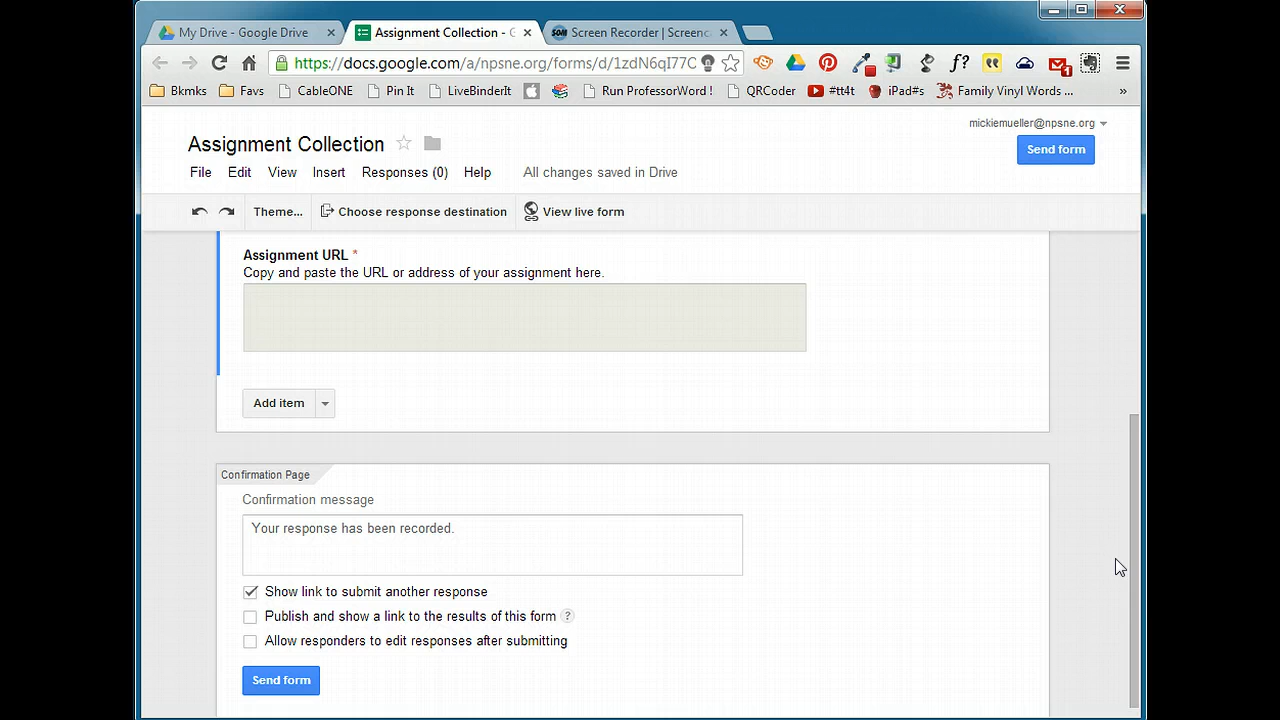 My Drive - Google Drive
Assignment Collection - G
Screen Recorder | Screenc
https://docs.google.com/a/npsne.org/forms/d/1zdN6qI77C
Bkmks
Favs
CableONE
Pin It
LiveBinderIt
Run ProfessorWord !
QRCoder
#tt4t
iPad#s
Family Vinyl Words ...
»
mickiemueller@npsne.org
Assignment Collection
Send form
File
Edit
View
Insert
Responses (0)
Help
All changes saved in Drive
Theme...
Choose response destination
View live form
Assignment URL *
Copy and paste the URL or address of your assignment here.
Add item
Confirmation Page
Confirmation message
Your response has been recorded.
Show link to submit another response
Publish and show a link to the results of this form ?
Allow responders to edit responses after submitting
Send form